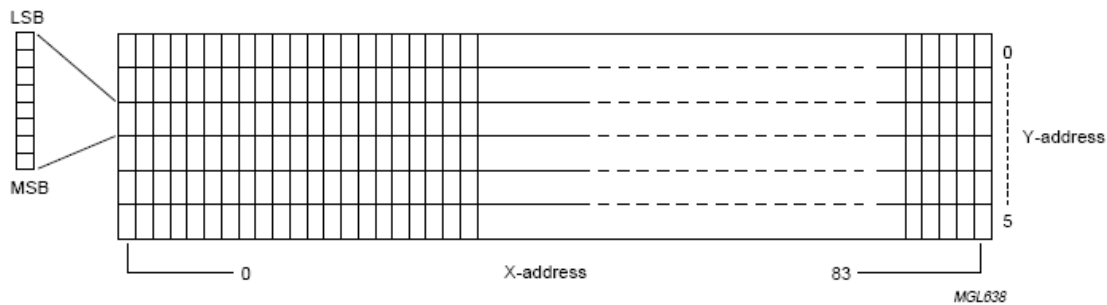 LSB
MSB
0
Y-address
5
0 X-address 83
MGL638